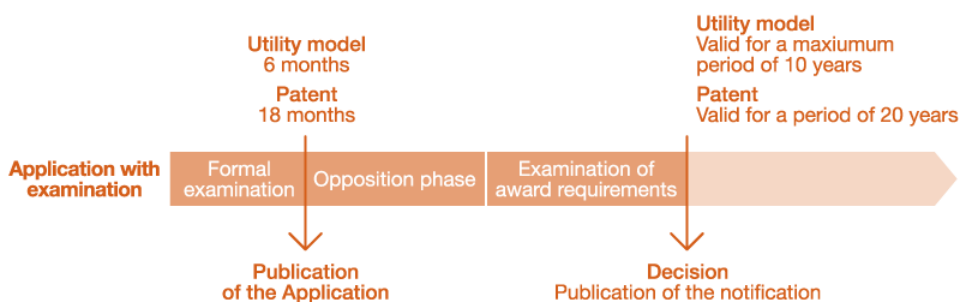 Utility model
6 months
Patent
18 months
Utility model
Valid for a maxiumum
period of 10 years
Patent
Valid for a period of 20 years
Application with
examination
Formal
examination
Opposition phase
Examination of
award requirements
Publication
of the Application
Decision
Publication of the notification